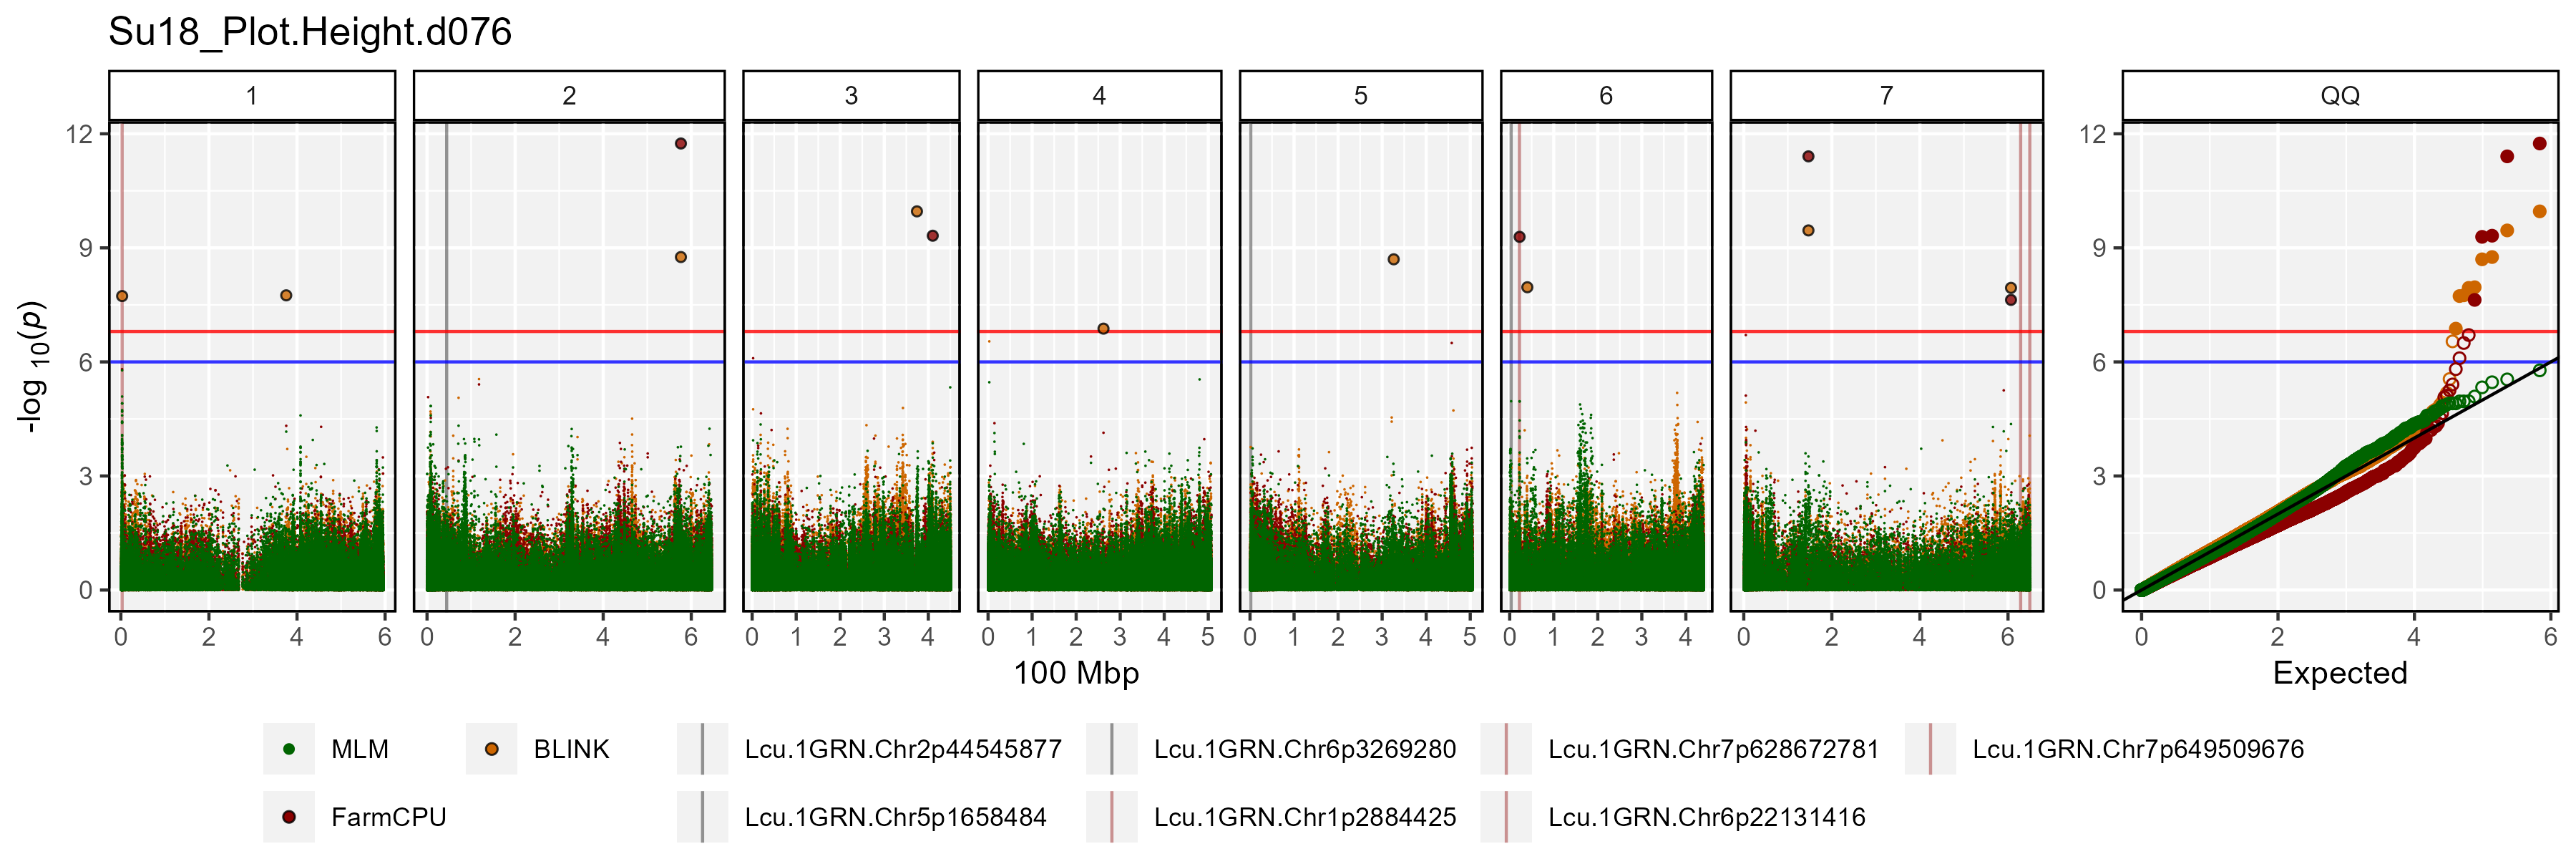 Su18_Plot.Height.d076
1 2 3 4 5 6 7 QQ
12 9 6 3 0
-log 10(p)
12 9 6 3 0
0 2 4 6 0 2 4 6 0 1 2 3 4 0 1 2 3 4 5 0 1 2 3 4 5 0 1 2 3 4 0 2 4 6 0 2 4 6
100 Mbp Expected
MLM BLINK Lcu.1GRN.Chr2p44545877 Lcu.1GRN.Chr6p3269280 Lcu.1GRN.Chr7p628672781 Lcu.1GRN.Chr7p649509676
FarmCPU Lcu.1GRN.Chr5p1658484 Lcu.1GRN.Chr1p2884425 Lcu.1GRN.Chr6p22131416